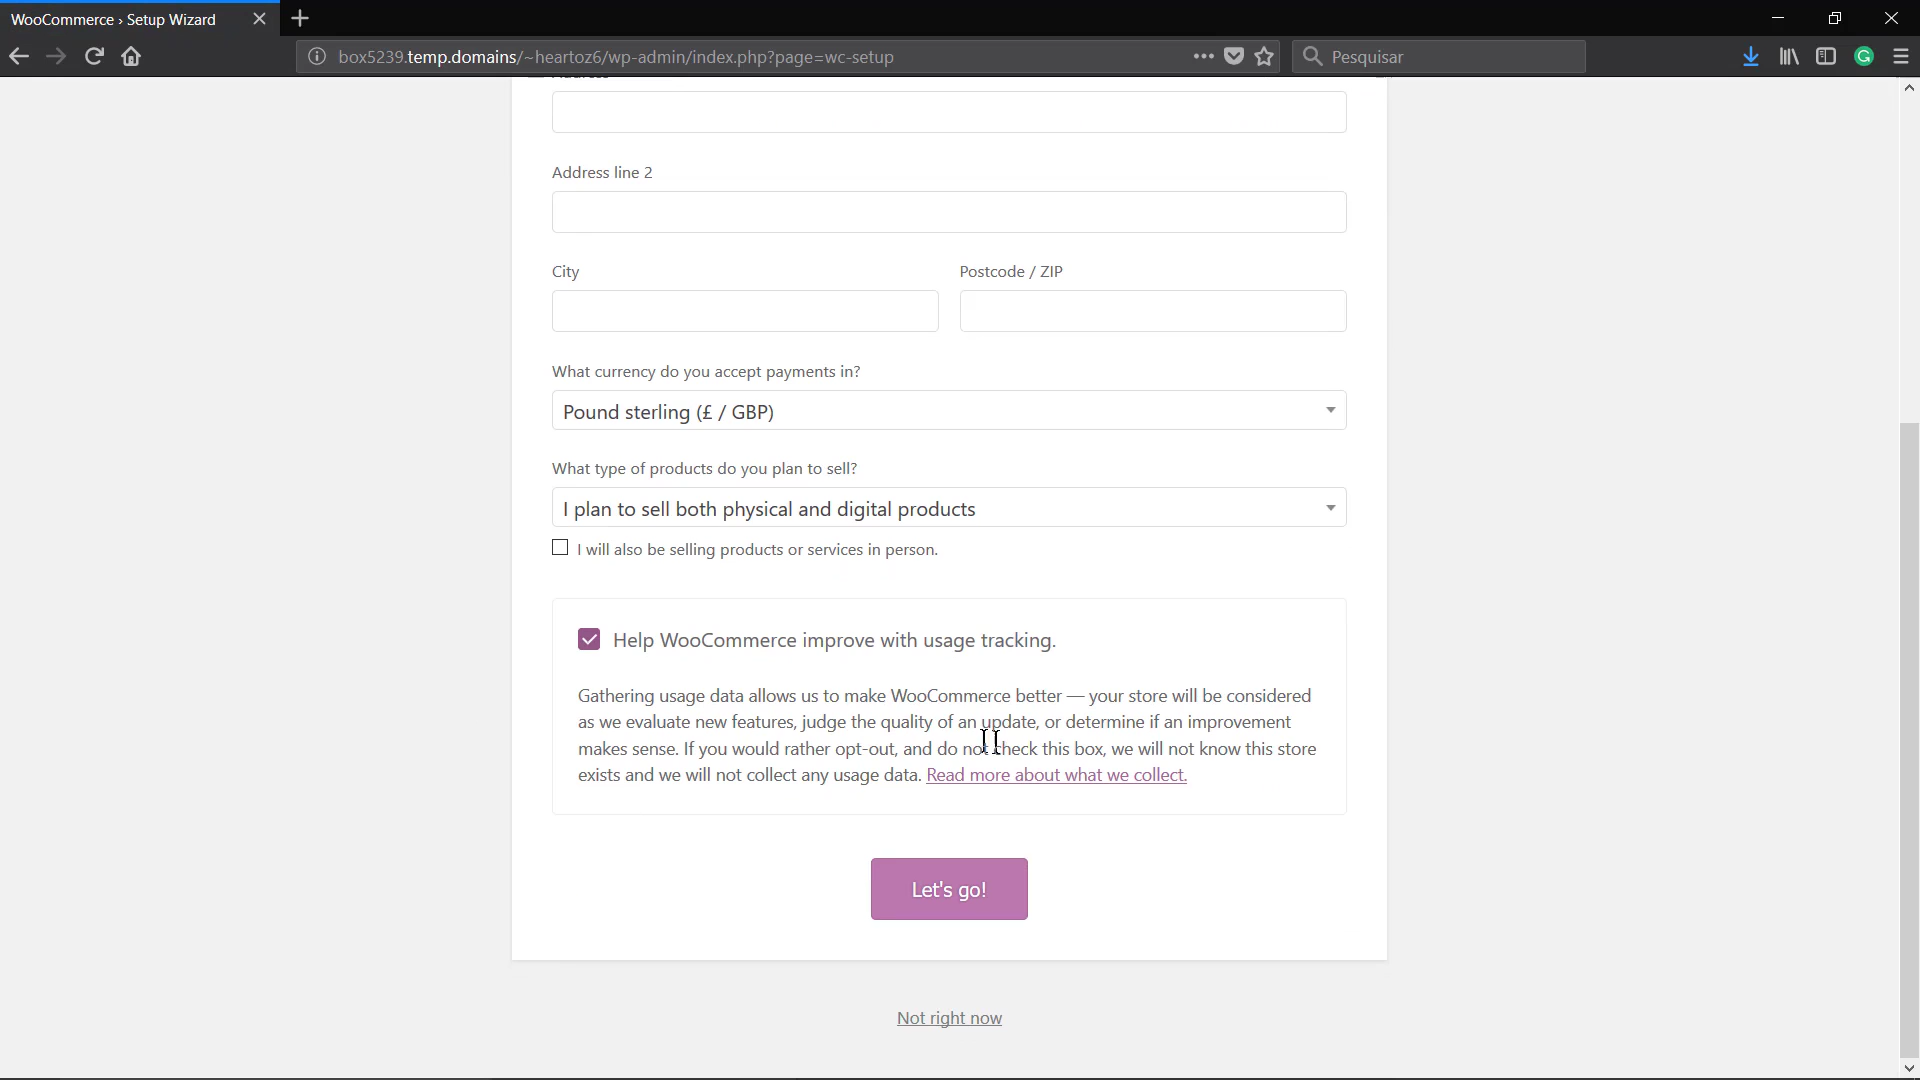 WooCommerce › Setup Wizard
box5239.temp.domains/~heartoz6/wp-admin/index.php?page=wc-setup
Pesquisar
Address line 2
City
Postcode / ZIP
What currency do you accept payments in?
Pound sterling (£ / GBP)
What type of products do you plan to sell?
I plan to sell both physical and digital products
I will also be selling products or services in person.
Help WooCommerce improve with usage tracking.
Gathering usage data allows us to make WooCommerce better — your store will be considered
as we evaluate new features, judge the quality of an update, or determine if an improvement
makes sense. If you would rather opt-out, and do not check this box, we will not know this store
exists and we will not collect any usage data. Read more about what we collect.
Let's go!
Not right now